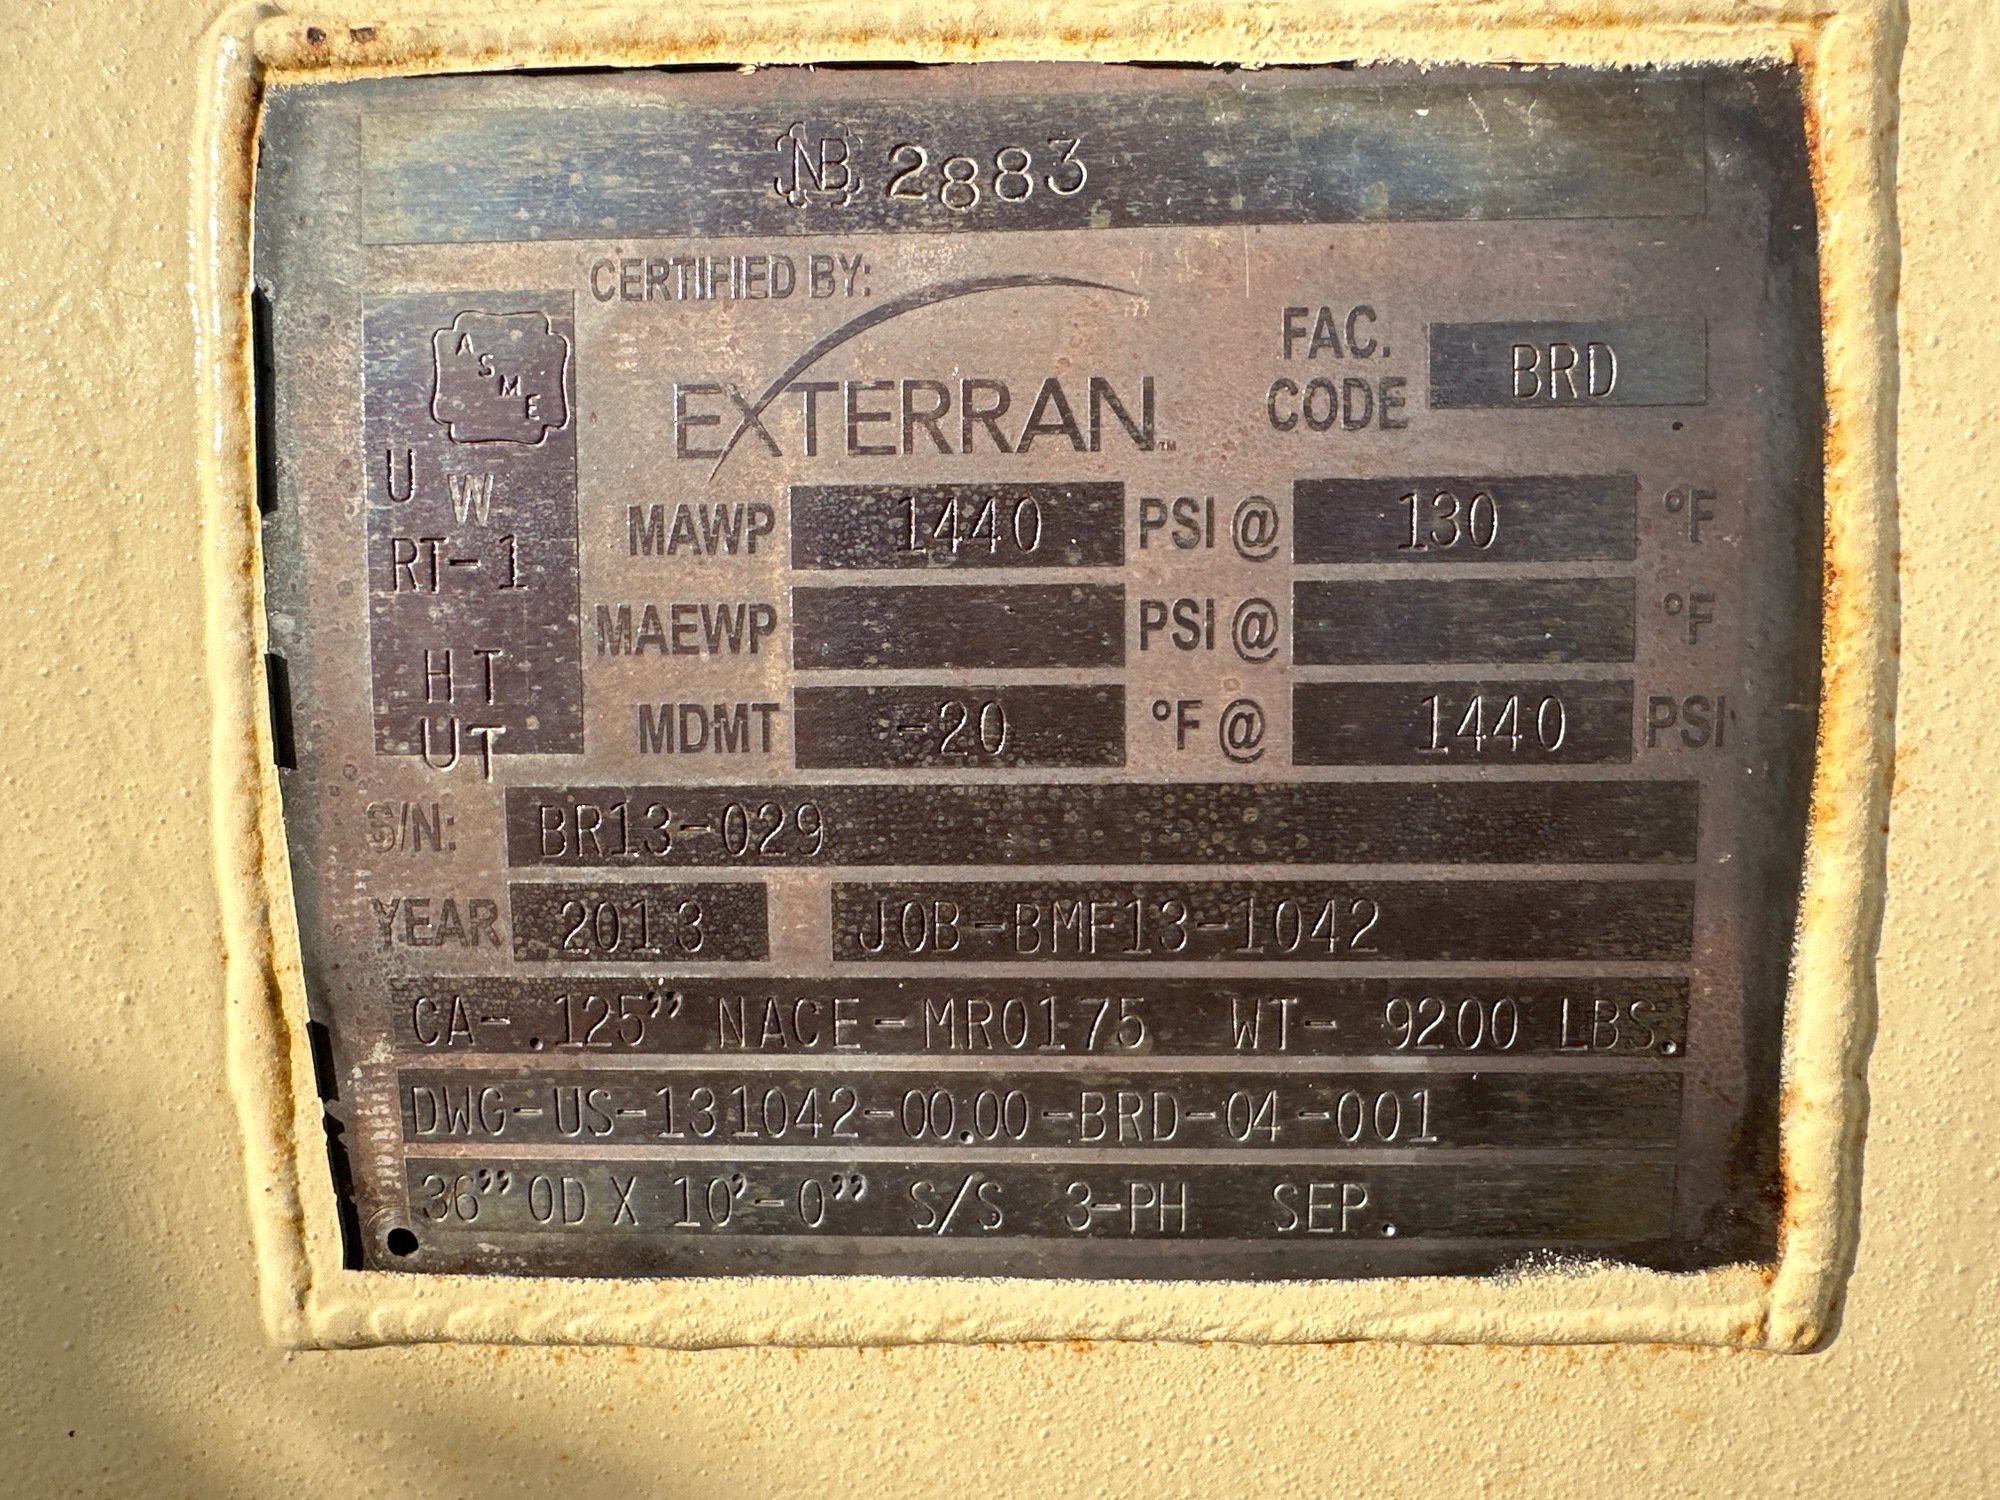 NB 2883
CERTIFIED BY:
EXTERRAN™
FAC. CODE BRD
ASME
U W
RT-1
HT
UT
MAWP 1440 PSI @ 130 °F
MAEWP PSI @ °F
MDMT -20 °F @ 1440 PSI
S/N: BR13-029
YEAR 2013 JOB-BMF13-1042
CA- .125” NACE-MR0175 WT- 9200 LBS.
DWG-US-131042-00.00-BRD-04-001
36” OD X 10’-0” S/S 3-PH SEP.